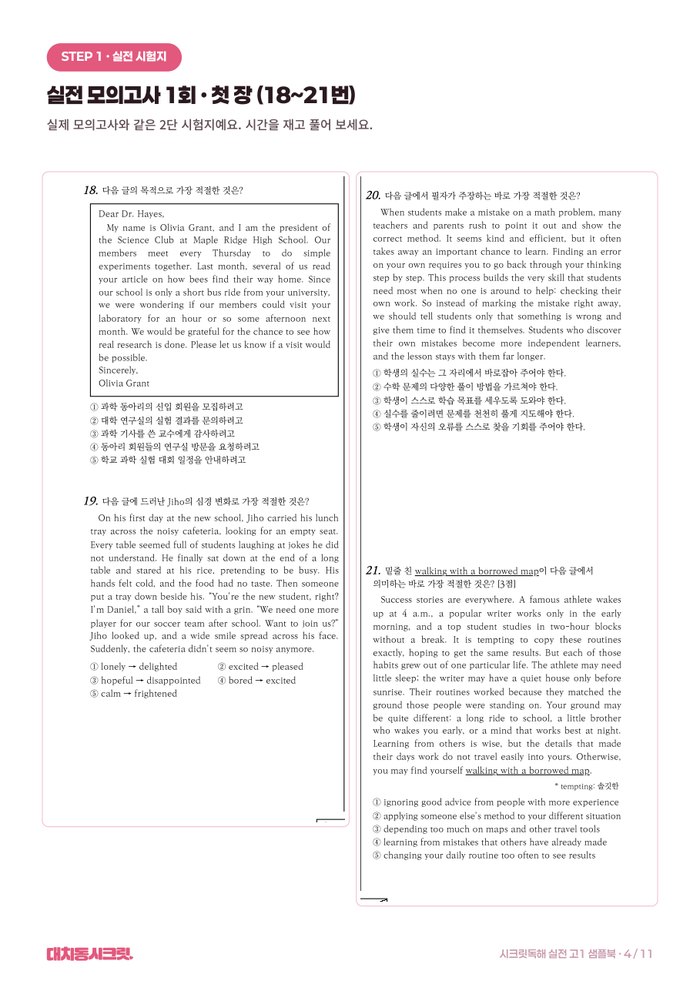 STEP 1 · 실전 시험지
실전 모의고사 1회 · 첫 장 (18~21번)
실제 모의고사와 같은 2단 시험지예요. 시간을 재고 풀어 보세요.
18. 다음 글의 목적으로 가장 적절한 것은?
Dear Dr. Hayes,
My name is Olivia Grant, and I am the president of
the Science Club at Maple Ridge High School. Our
members meet every Thursday to do simple
experiments together. Last month, several of us read
your article on how bees find their way home. Since
our school is only a short bus ride from your university,
we were wondering if our members could visit your
laboratory for an hour or so some afternoon next
month. We would be grateful for the chance to see how
real research is done. Please let us know if a visit would
be possible.
Sincerely,
Olivia Grant
① 과학 동아리의 신입 회원을 모집하려고
② 대학 연구실의 실험 결과를 문의하려고
③ 과학 기사를 쓴 교수에게 감사하려고
④ 동아리 회원들의 연구실 방문을 요청하려고
⑤ 학교 과학 실험 대회 일정을 안내하려고
19. 다음 글에 드러난 Jiho의 심경 변화로 가장 적절한 것은?
On his first day at the new school, Jiho carried his lunch
tray across the noisy cafeteria, looking for an empty seat.
Every table seemed full of students laughing at jokes he did
not understand. He finally sat down at the end of a long
table and stared at his rice, pretending to be busy. His
hands felt cold, and the food had no taste. Then someone
put a tray down beside his. "You're the new student, right?
I'm Daniel," a tall boy said with a grin. "We need one more
player for our soccer team after school. Want to join us?"
Jiho looked up, and a wide smile spread across his face.
Suddenly, the cafeteria didn't seem so noisy anymore.
① lonely → delighted ② excited → pleased
③ hopeful → disappointed ④ bored → excited
⑤ calm → frightened
20. 다음 글에서 필자가 주장하는 바로 가장 적절한 것은?
When students make a mistake on a math problem, many
teachers and parents rush to point it out and show the
correct method. It seems kind and efficient, but it often
takes away an important chance to learn. Finding an error
on your own requires you to go back through your thinking
step by step. This process builds the very skill that students
need most when no one is around to help: checking their
own work. So instead of marking the mistake right away,
we should tell students only that something is wrong and
give them time to find it themselves. Students who discover
their own mistakes become more independent learners,
and the lesson stays with them far longer.
① 학생의 실수는 그 자리에서 바로잡아 주어야 한다.
② 수학 문제의 다양한 풀이 방법을 가르쳐야 한다.
③ 학생이 스스로 학습 목표를 세우도록 도와야 한다.
④ 실수를 줄이려면 문제를 천천히 풀게 지도해야 한다.
⑤ 학생이 자신의 오류를 스스로 찾을 기회를 주어야 한다.
21. 밑줄 친 walking with a borrowed map이 다음 글에서
의미하는 바로 가장 적절한 것은? [3점]
Success stories are everywhere. A famous athlete wakes
up at 4 a.m., a popular writer works only in the early
morning, and a top student studies in two-hour blocks
without a break. It is tempting to copy these routines
exactly, hoping to get the same results. But each of those
habits grew out of one particular life. The athlete may need
little sleep; the writer may have a quiet house only before
sunrise. Their routines worked because they matched the
ground those people were standing on. Your ground may
be quite different: a long ride to school, a little brother
who wakes you early, or a mind that works best at night.
Learning from others is wise, but the details that made
their days work do not travel easily into yours. Otherwise,
you may find yourself walking with a borrowed map.
* tempting: 솔깃한
① ignoring good advice from people with more experience
② applying someone else's method to your different situation
③ depending too much on maps and other travel tools
④ learning from mistakes that others have already made
⑤ changing your daily routine too often to see results
대치동시크릿.
시크릿독해 실전 고1 샘플북 · 4 / 11